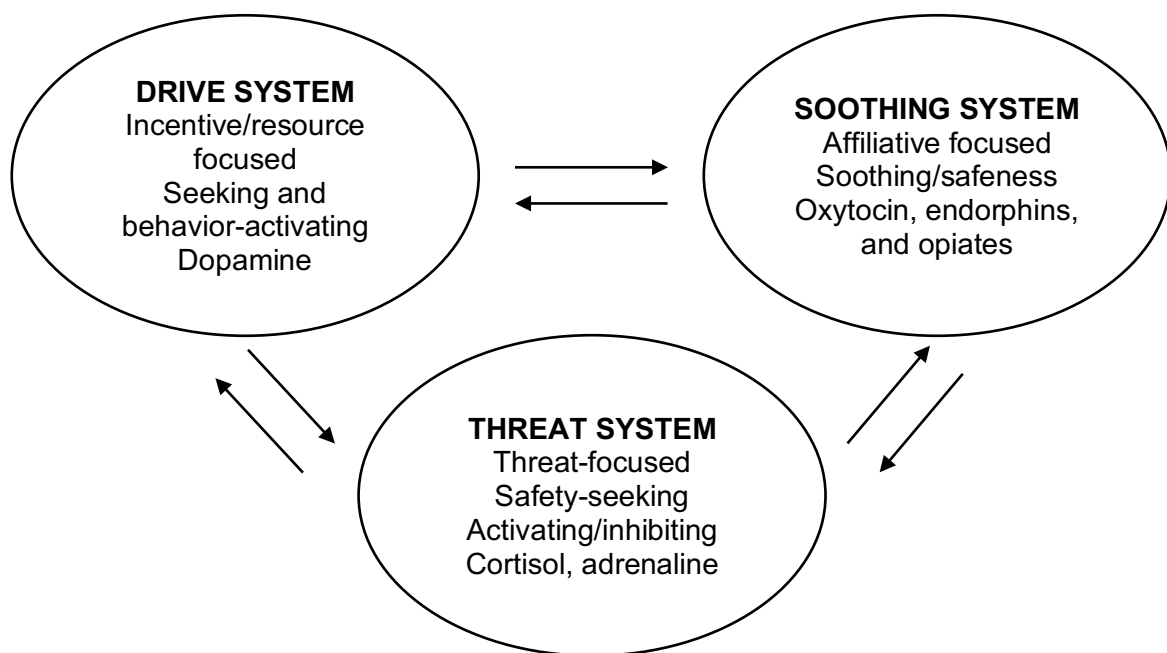 DRIVE SYSTEM
Incentive/resource
focused
Seeking and
behavior-activating
Dopamine
SOOTHING SYSTEM
Affiliative focused
Soothing/safeness
Oxytocin, endorphins,
and opiates
THREAT SYSTEM
Threat-focused
Safety-seeking
Activating/inhibiting
Cortisol, adrenaline